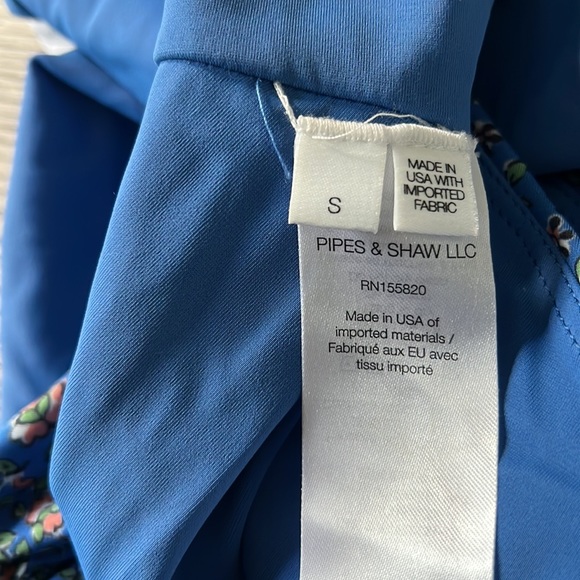 S
MADE IN
USA WITH
IMPORTED
FABRIC
PIPES & SHAW LLC
RN155820
Made in USA of
imported materials /
Fabriqué aux EU avec
tissu importé